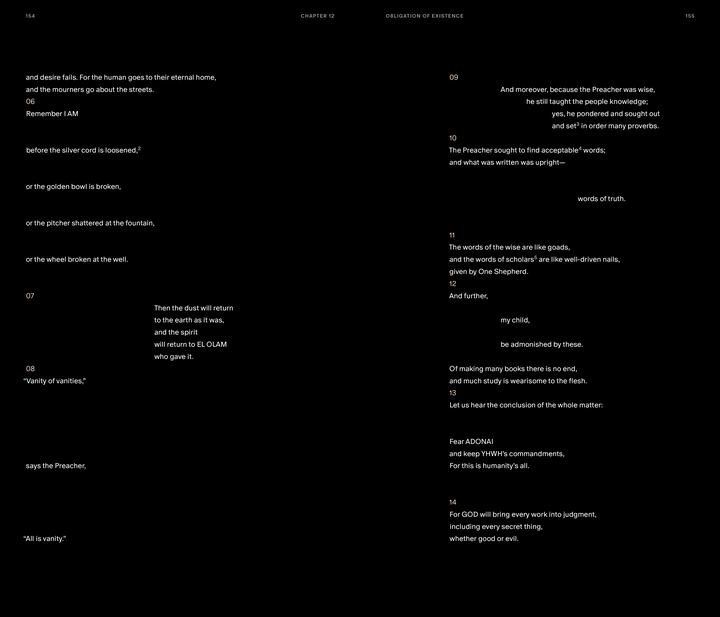 154
CHAPTER 12
and desire fails. For the human goes to their eternal home,
and the mourners go about the streets.
06
Remember I AM
before the silver cord is loosened,²
or the golden bowl is broken,
or the pitcher shattered at the fountain,
or the wheel broken at the well.
07
Then the dust will return
to the earth as it was,
and the spirit
will return to EL OLAM
who gave it.
08
“Vanity of vanities,”
says the Preacher,
“All is vanity.”
OBLIGATION OF EXISTENCE
155
09
And moreover, because the Preacher was wise,
he still taught the people knowledge;
yes, he pondered and sought out
and set³ in order many proverbs.
10
The Preacher sought to find acceptable⁴ words;
and what was written was upright—
words of truth.
11
The words of the wise are like goads,
and the words of scholars⁵ are like well-driven nails,
given by One Shepherd.
12
And further,
my child,
be admonished by these.
Of making many books there is no end,
and much study is wearisome to the flesh.
13
Let us hear the conclusion of the whole matter:
Fear ADONAI
and keep YHWH’s commandments,
For this is humanity’s all.
14
For GOD will bring every work into judgment,
including every secret thing,
whether good or evil.